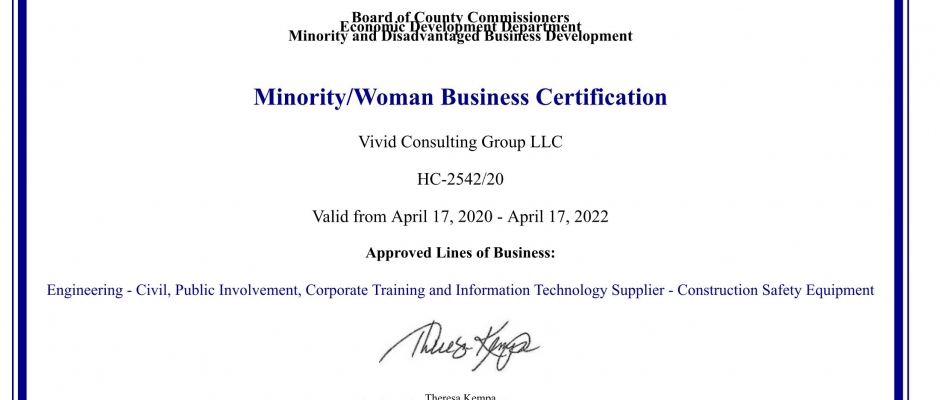 Board of County Commissioners
Economic Development Department
Minority and Disadvantaged Business Development
Minority/Woman Business Certification
Vivid Consulting Group LLC
HC-2542/20
Valid from April 17, 2020 - April 17, 2022
Approved Lines of Business:
Engineering - Civil, Public Involvement, Corporate Training and Information Technology Supplier - Construction Safety Equipment
Theresa Kempa
Theresa Kempa